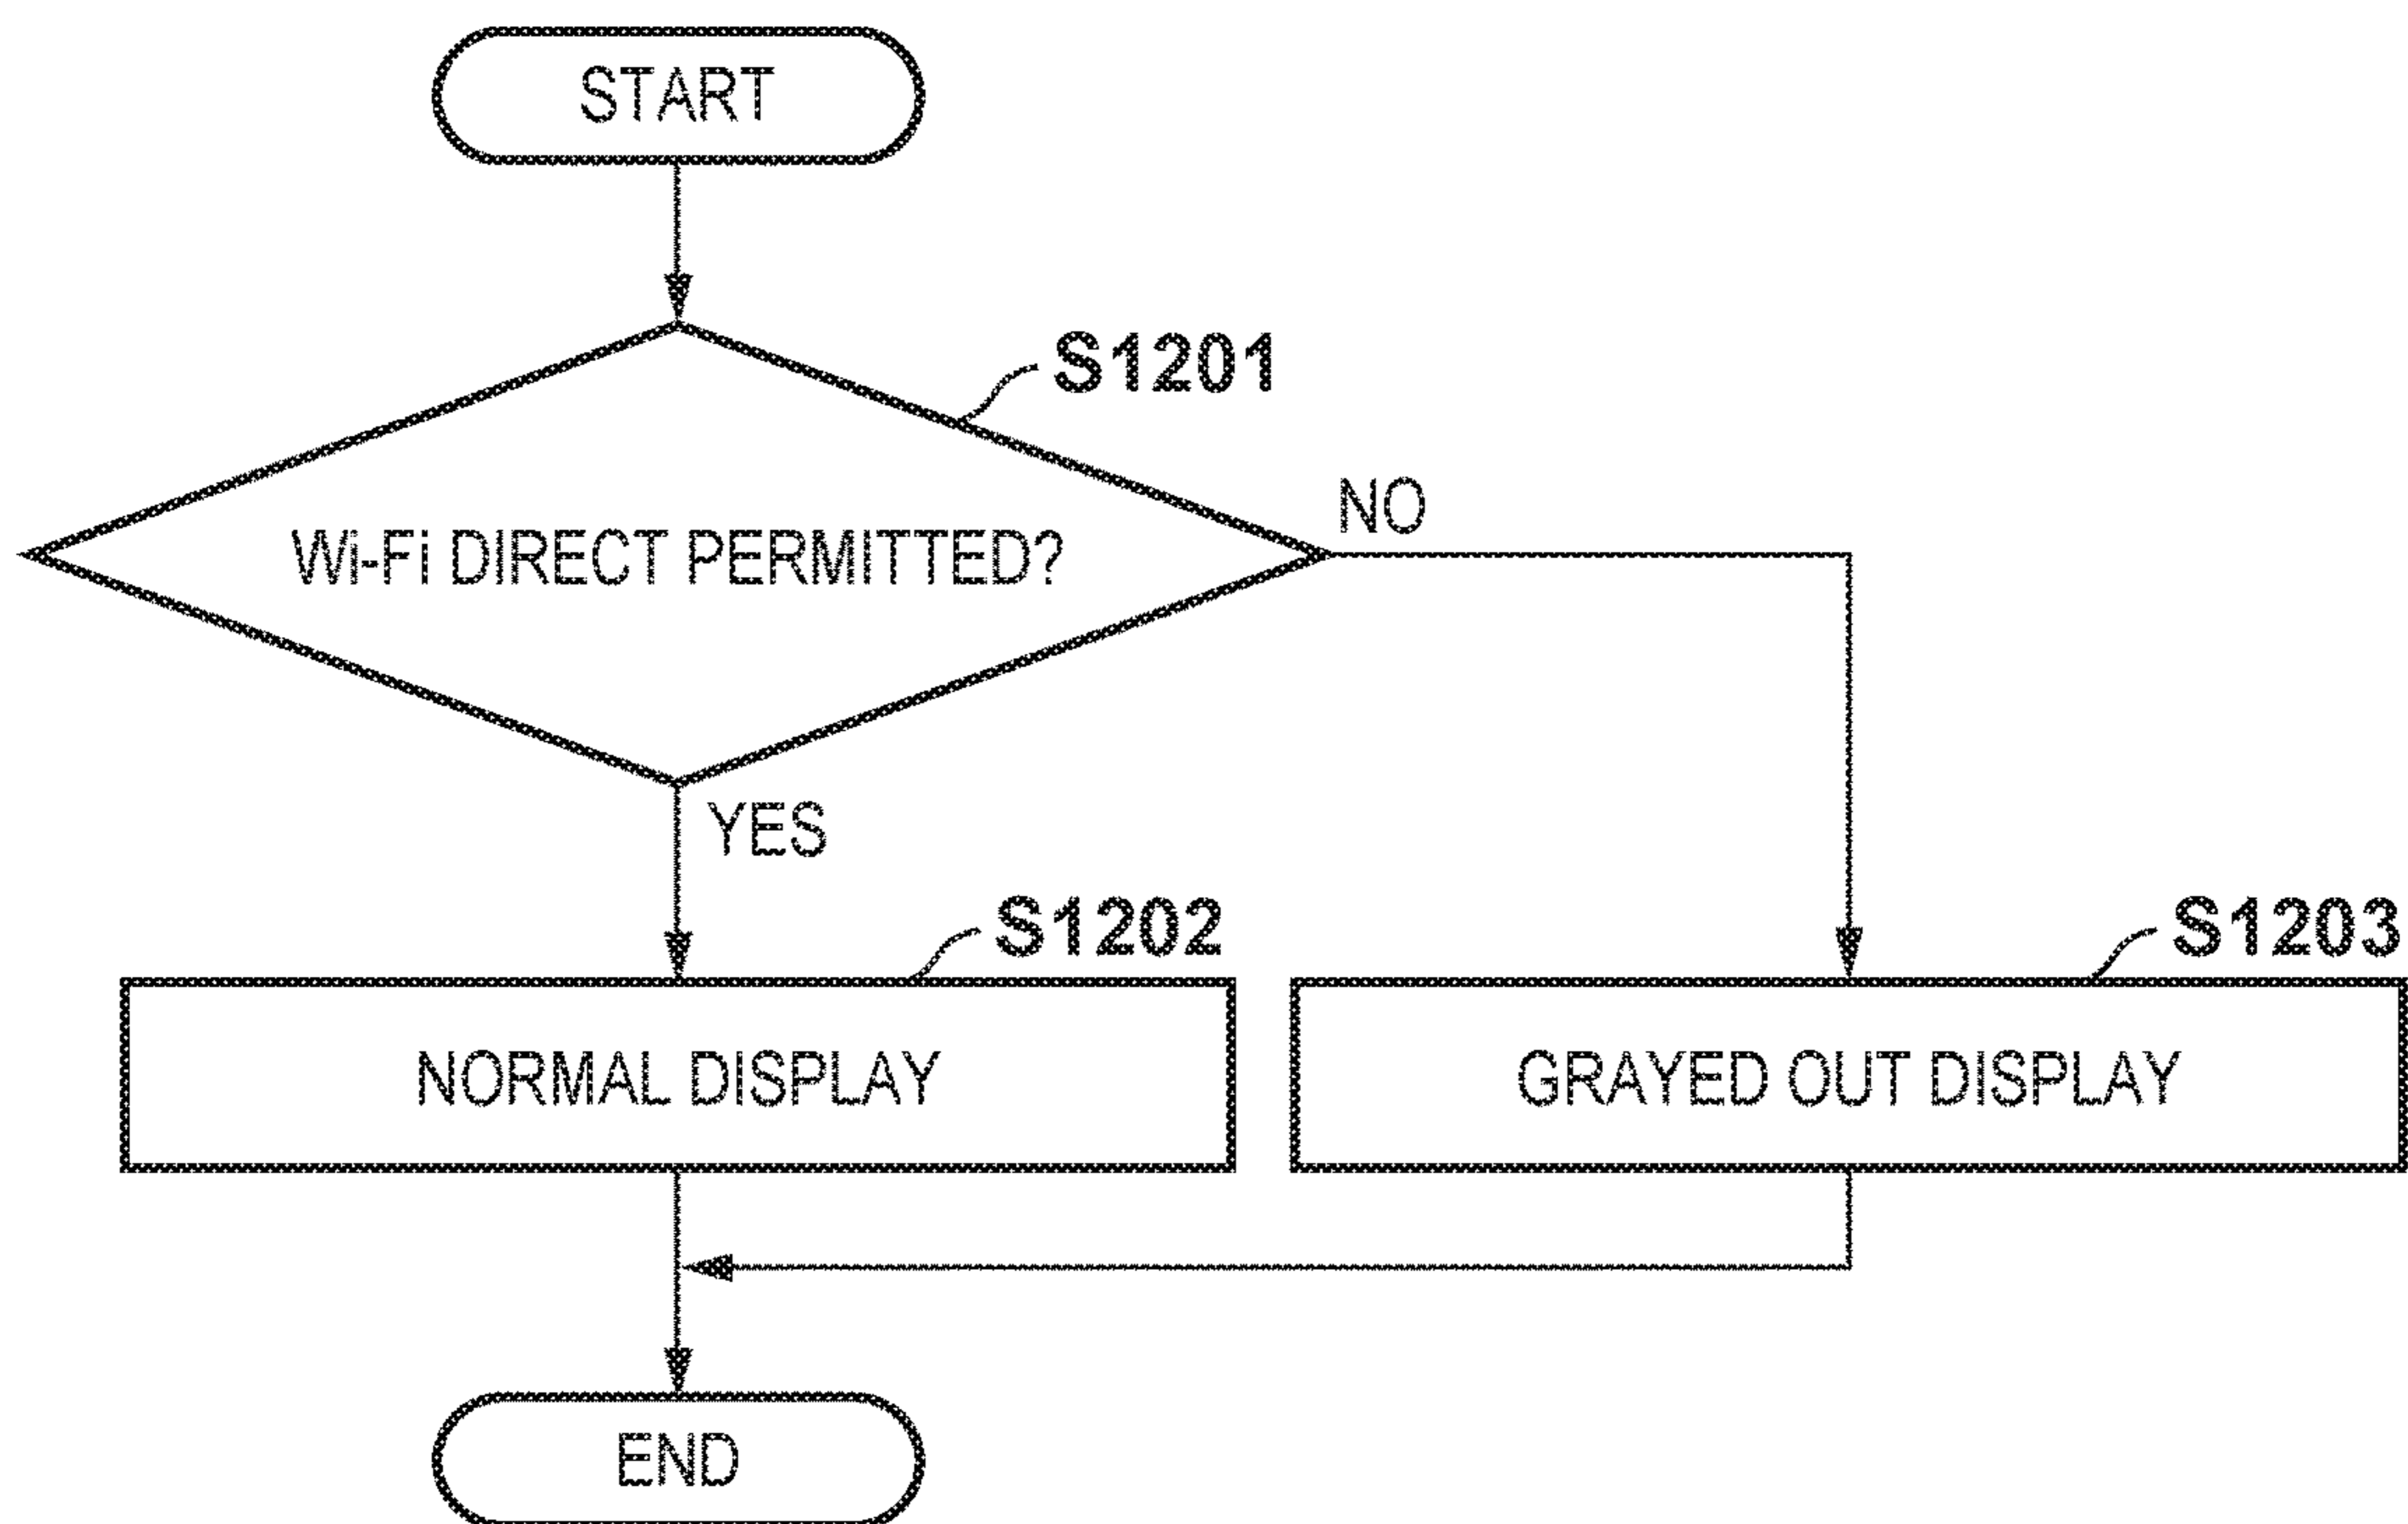 START
S1201
NO
Wi-Fi DIRECT PERMITTED?
YES
S1202
S1203
NORMAL DISPLAY
GRAYED OUT DISPLAY
END